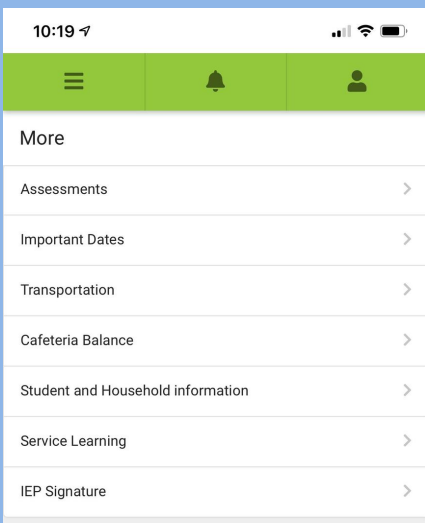 10:19
More
Assessments
Important Dates
Transportation
Cafeteria Balance
Student and Household information
Service Learning
IEP Signature